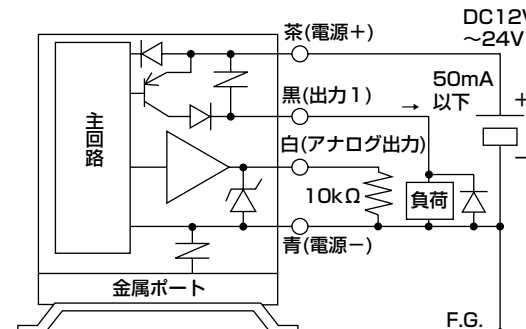 茶(電源＋)
DC12V
～24V
50mA
以下
黒(出力1)
→
＋
主回路
白(アナログ出力)
10kΩ
負荷
－
青(電源－)
金属ポート
F.G.